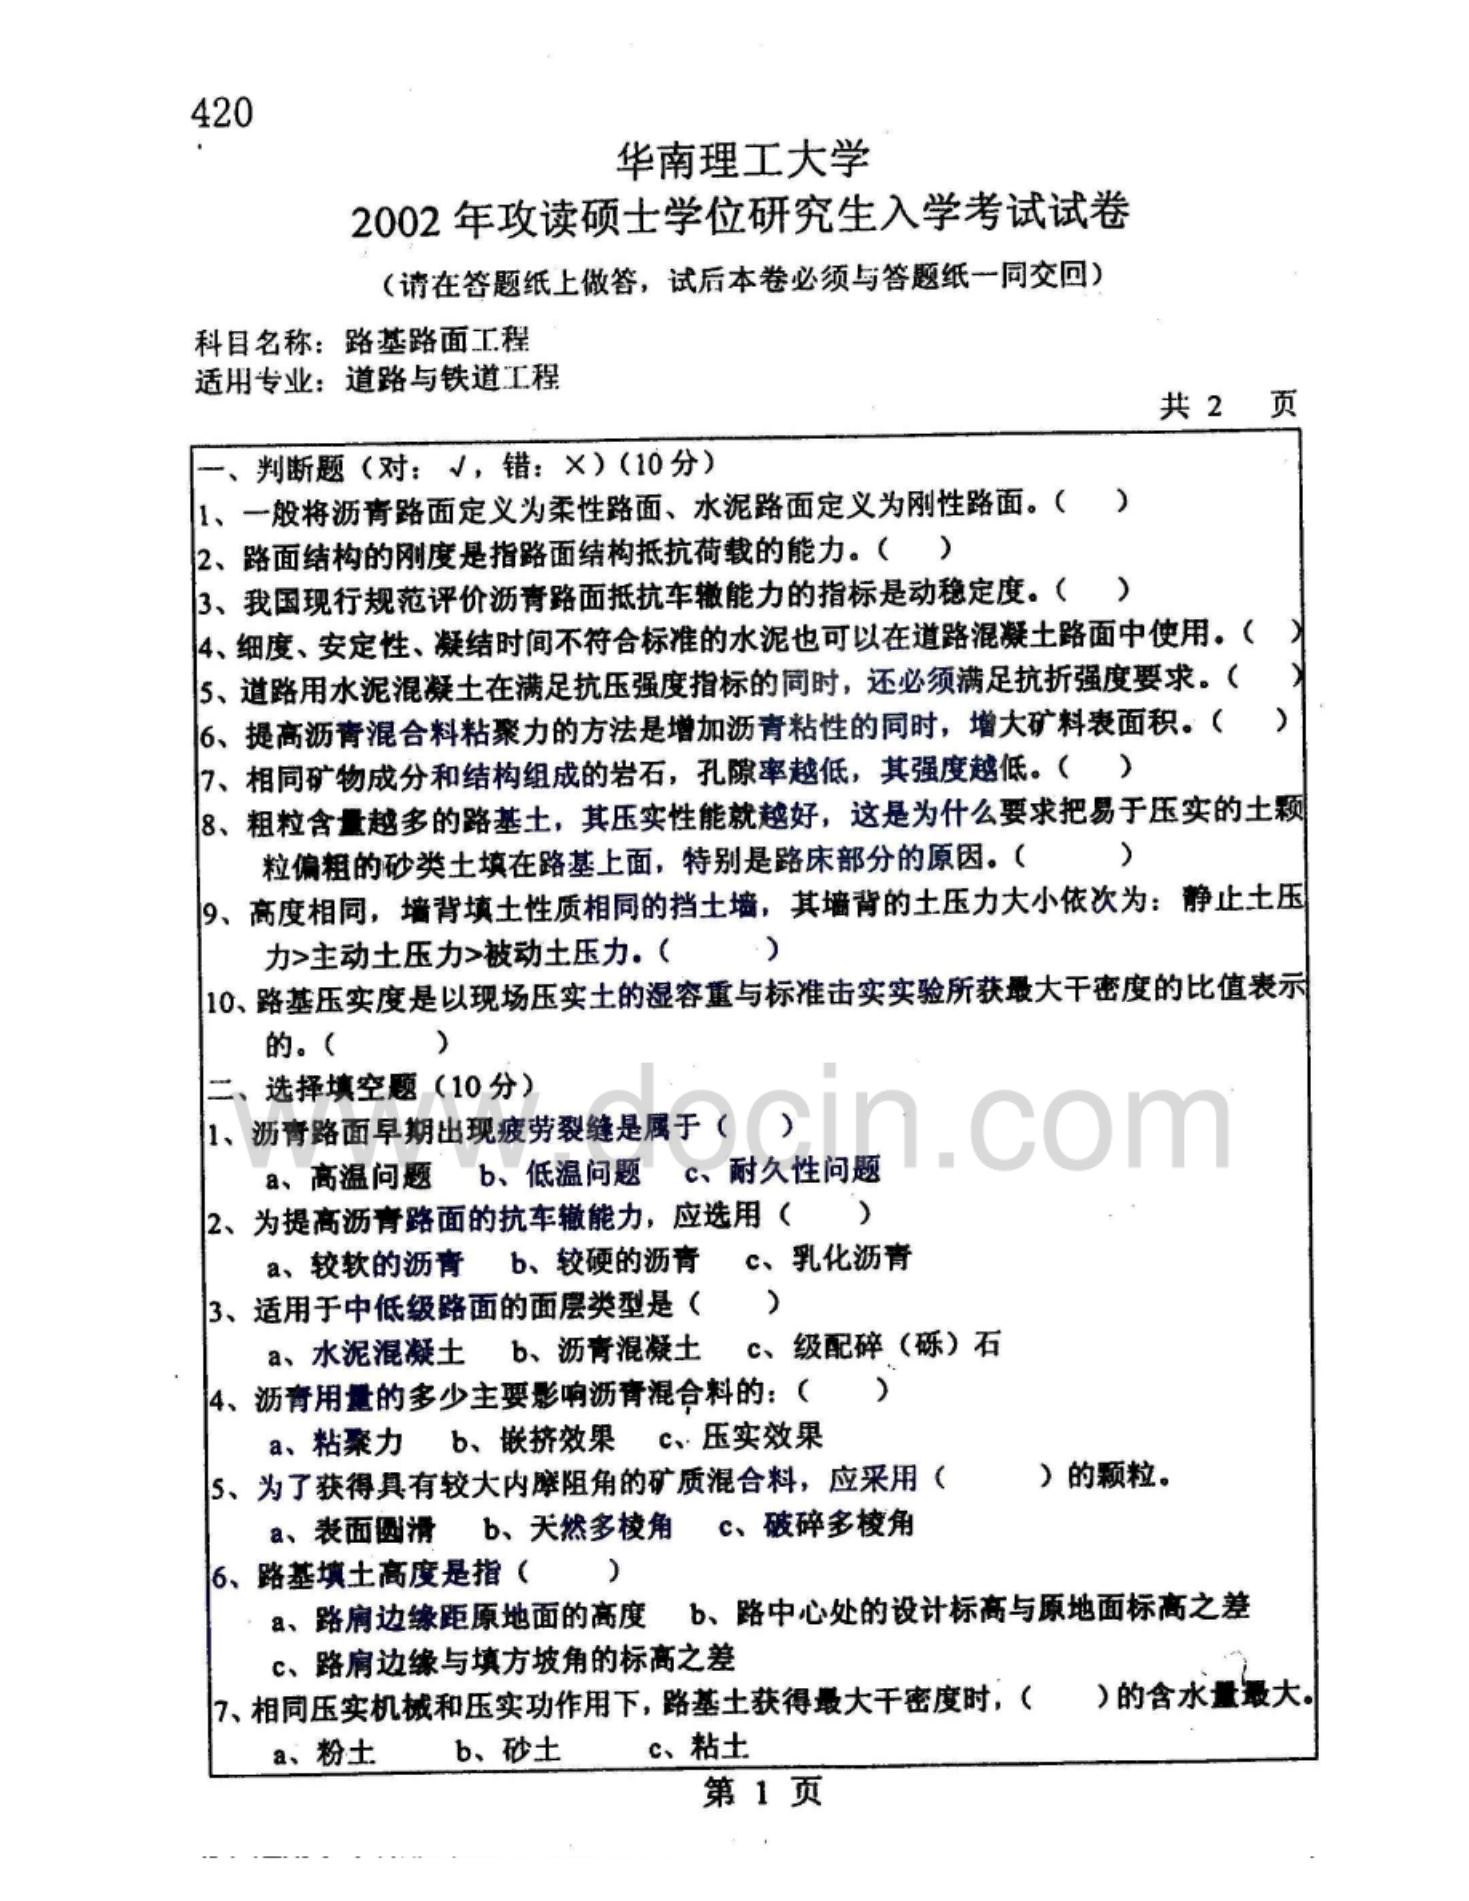 420
华南理工大学
2002 年攻读硕士学位研究生入学考试试卷
（请在答题纸上做答，试后本卷必须与答题纸一同交回）
科目名称：路基路面工程
适用专业：道路与铁道工程
共 2 页
一、判断题（对：√，错：×）（10 分）
1、一般将沥青路面定义为柔性路面、水泥路面定义为刚性路面。（ ）
2、路面结构的刚度是指路面结构抵抗荷载的能力。（ ）
3、我国现行规范评价沥青路面抵抗车辙能力的指标是动稳定度。（ ）
4、细度、安定性、凝结时间不符合标准的水泥也可以在道路混凝土路面中使用。（ ）
5、道路用水泥混凝土在满足抗压强度指标的同时，还必须满足抗折强度要求。（ ）
6、提高沥青混合料粘聚力的方法是增加沥青粘性的同时，增大矿料表面积。（ ）
7、相同矿物成分和结构组成的岩石，孔隙率越低，其强度越低。（ ）
8、粗粒含量越多的路基土，其压实性能就越好，这是为什么要求把易于压实的土颗
粒偏粗的砂类土填在路基上面，特别是路床部分的原因。（ ）
9、高度相同，墙背填土性质相同的挡土墙，其墙背的土压力大小依次为：静止土压
力>主动土压力>被动土压力。（ ）
10、路基压实度是以现场压实土的湿容重与标准击实实验所获最大干密度的比值表示
的。（ ）
二、选择填空题（10 分）
1、沥青路面早期出现疲劳裂缝是属于（ ）
a、高温问题 b、低温问题 c、耐久性问题
2、为提高沥青路面的抗车辙能力，应选用（ ）
a、较软的沥青 b、较硬的沥青 c、乳化沥青
3、适用于中低级路面的面层类型是（ ）
a、水泥混凝土 b、沥青混凝土 c、级配碎（砾）石
4、沥青用量的多少主要影响沥青混合料的：（ ）
a、粘聚力 b、嵌挤效果 c、压实效果
5、为了获得具有较大内摩阻角的矿质混合料，应采用（ ）的颗粒。
a、表面圆滑 b、天然多棱角 c、破碎多棱角
6、路基填土高度是指（ ）
a、路肩边缘距原地面的高度 b、路中心处的设计标高与原地面标高之差
c、路肩边缘与填方坡角的标高之差
7、相同压实机械和压实功作用下，路基土获得最大干密度时，（ ）的含水量最大。
a、粉土 b、砂土 c、粘土
第 1 页
www.docin.com